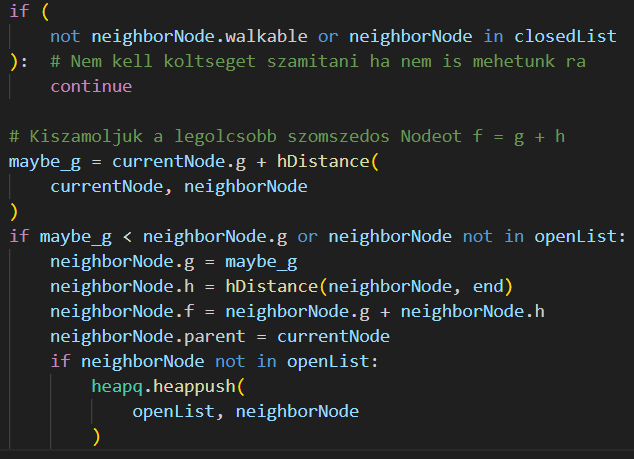 if (
    not neighborNode.walkable or neighborNode in closedList
):  # Nem kell koltseget szamitani ha nem is mehetunk ra
    continue

# Kiszamoljuk a legolcsobb szomszedos Nodeot f = g + h
maybe_g = currentNode.g + hDistance(
    currentNode, neighborNode
)
if maybe_g < neighborNode.g or neighborNode not in openList:
    neighborNode.g = maybe_g
    neighborNode.h = hDistance(neighborNode, end)
    neighborNode.f = neighborNode.g + neighborNode.h
    neighborNode.parent = currentNode
    if neighborNode not in openList:
        heapq.heappush(
            openList, neighborNode
        )